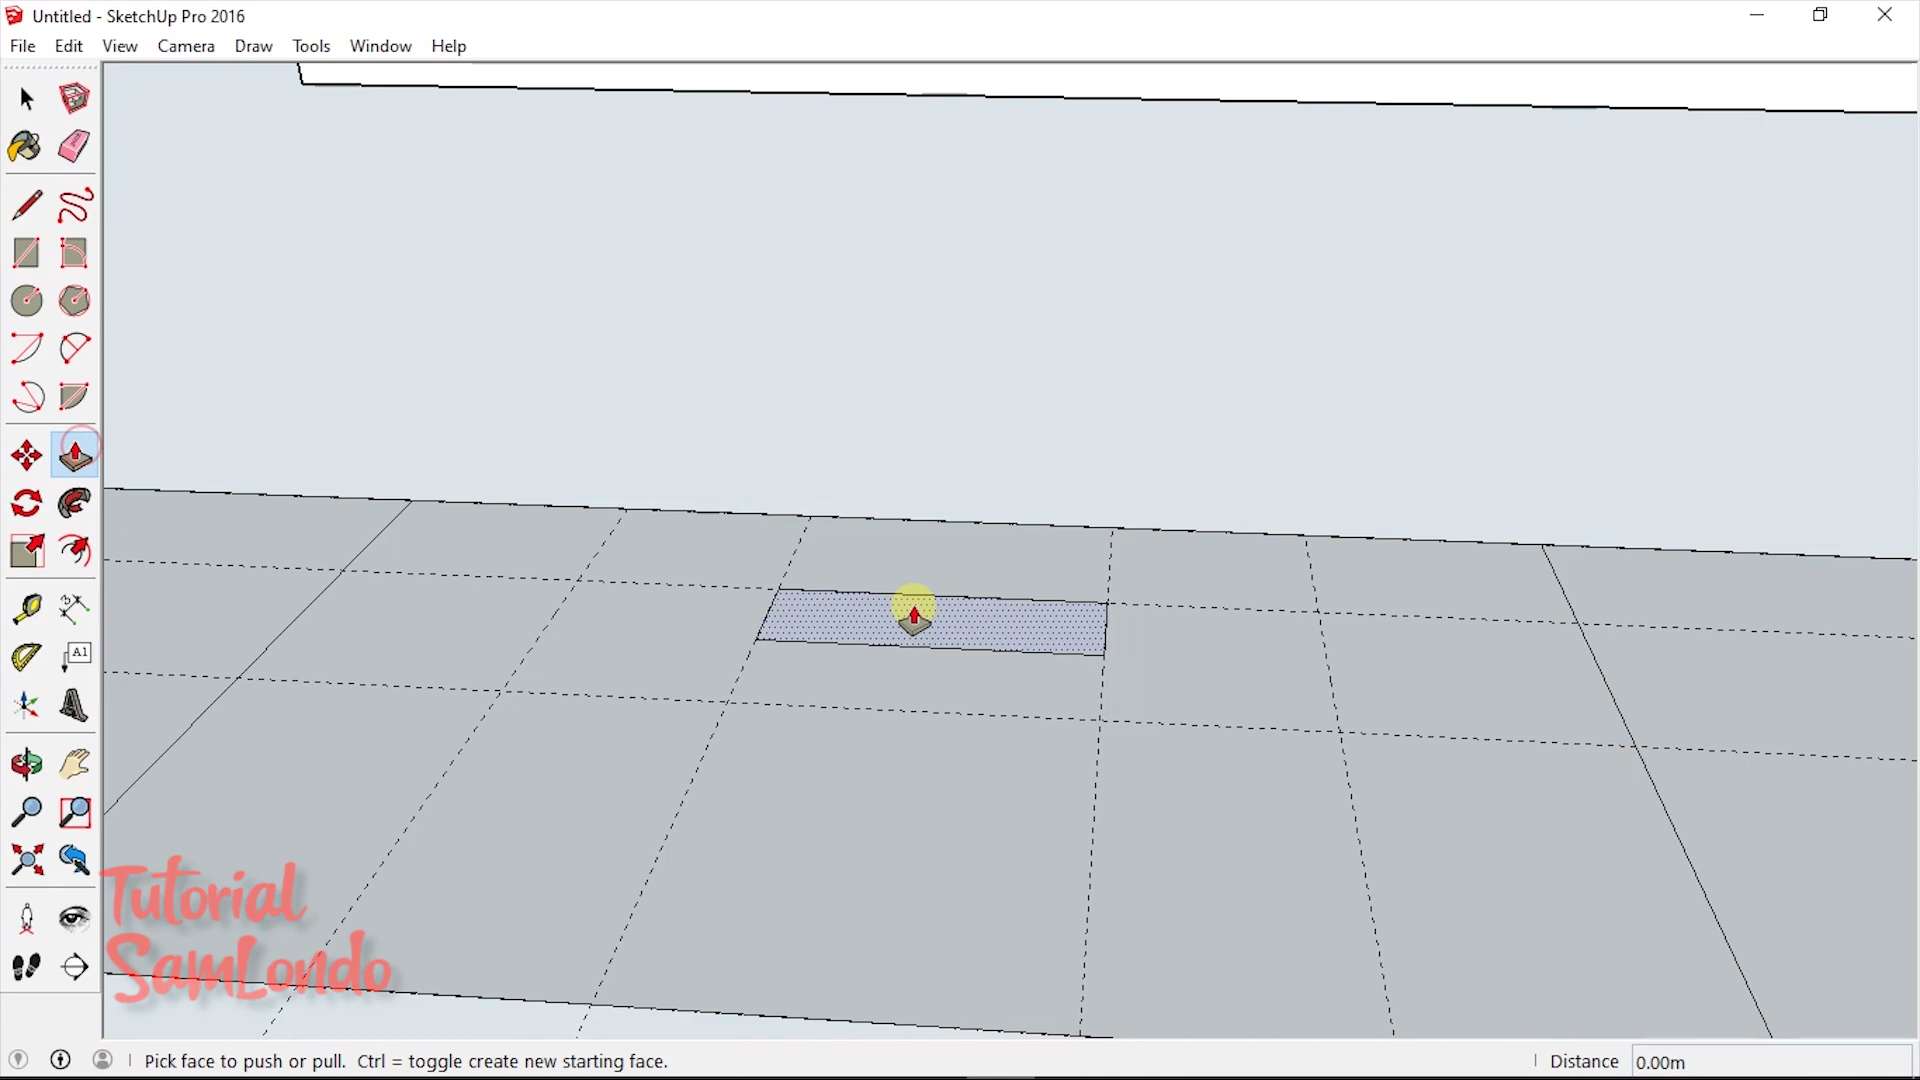 Untitled - SketchUp Pro 2016
File Edit View Camera Draw Tools Window Help
A1
Tutorial
SamLondo
Pick face to push or pull. Ctrl = toggle create new starting face.
Distance 0.00m